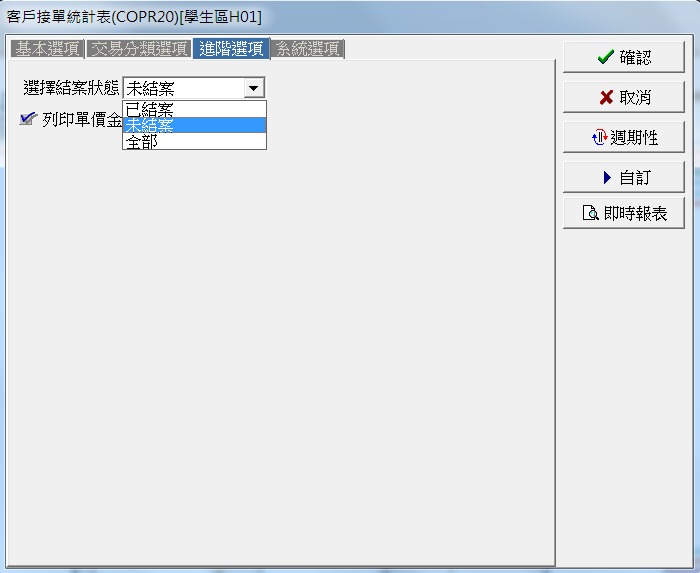 客戶接單統計表(COPR20)[學生區H01]
基本選項 交易分類選項 進階選項 系統選項
選擇結案狀態 未結案
已結案
未結案
全部
列印單價金
確認
取消
週期性
自訂
即時報表